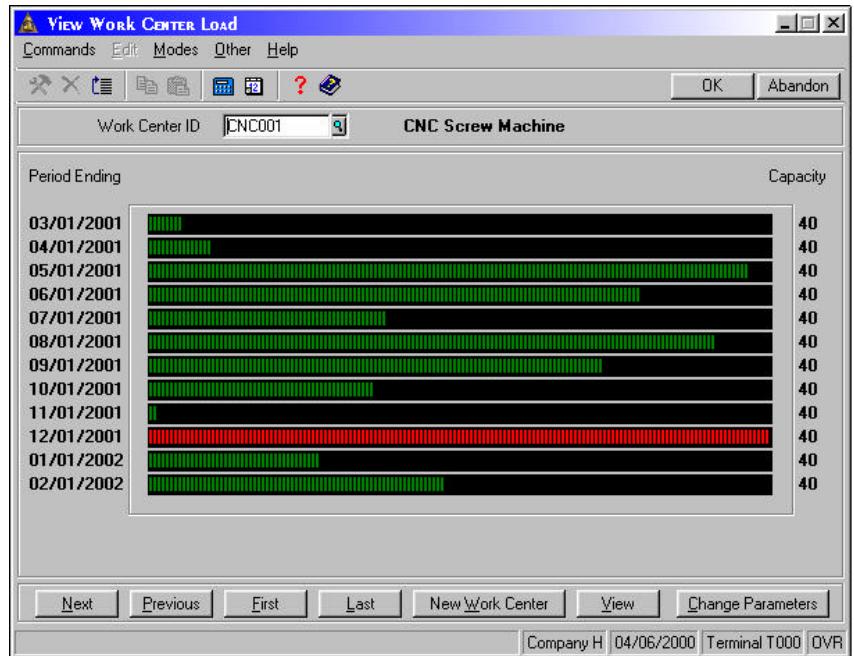 View Work Center Load
Commands Edit Modes Other Help
OK Abandon
Work Center ID CNC001 CNC Screw Machine
Period Ending Capacity
03/01/2001 40
04/01/2001 40
05/01/2001 40
06/01/2001 40
07/01/2001 40
08/01/2001 40
09/01/2001 40
10/01/2001 40
11/01/2001 40
12/01/2001 40
01/01/2002 40
02/01/2002 40
Next Previous First Last New Work Center View Change Parameters
Company H 04/06/2000 Terminal T000 OVR